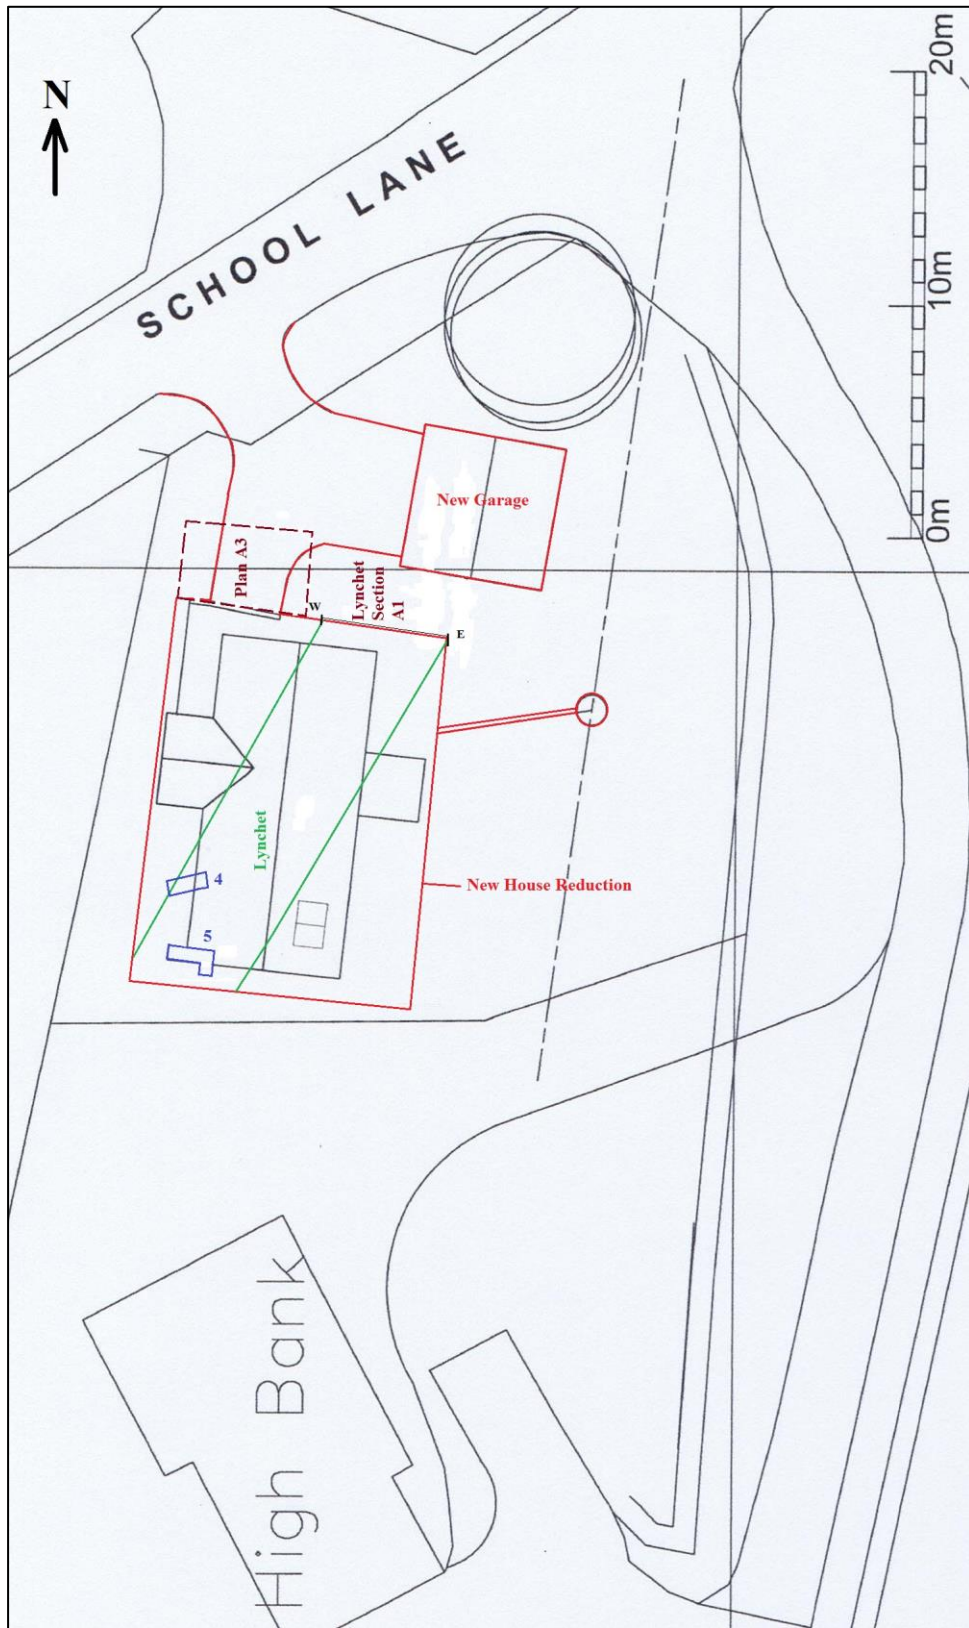 20m
N
SCHOOL LANE
10m
New Garage
0m
Plan A3
Lynchet
Section
A1
W
E
Lynchet
4
New House Reduction
5
High Bank